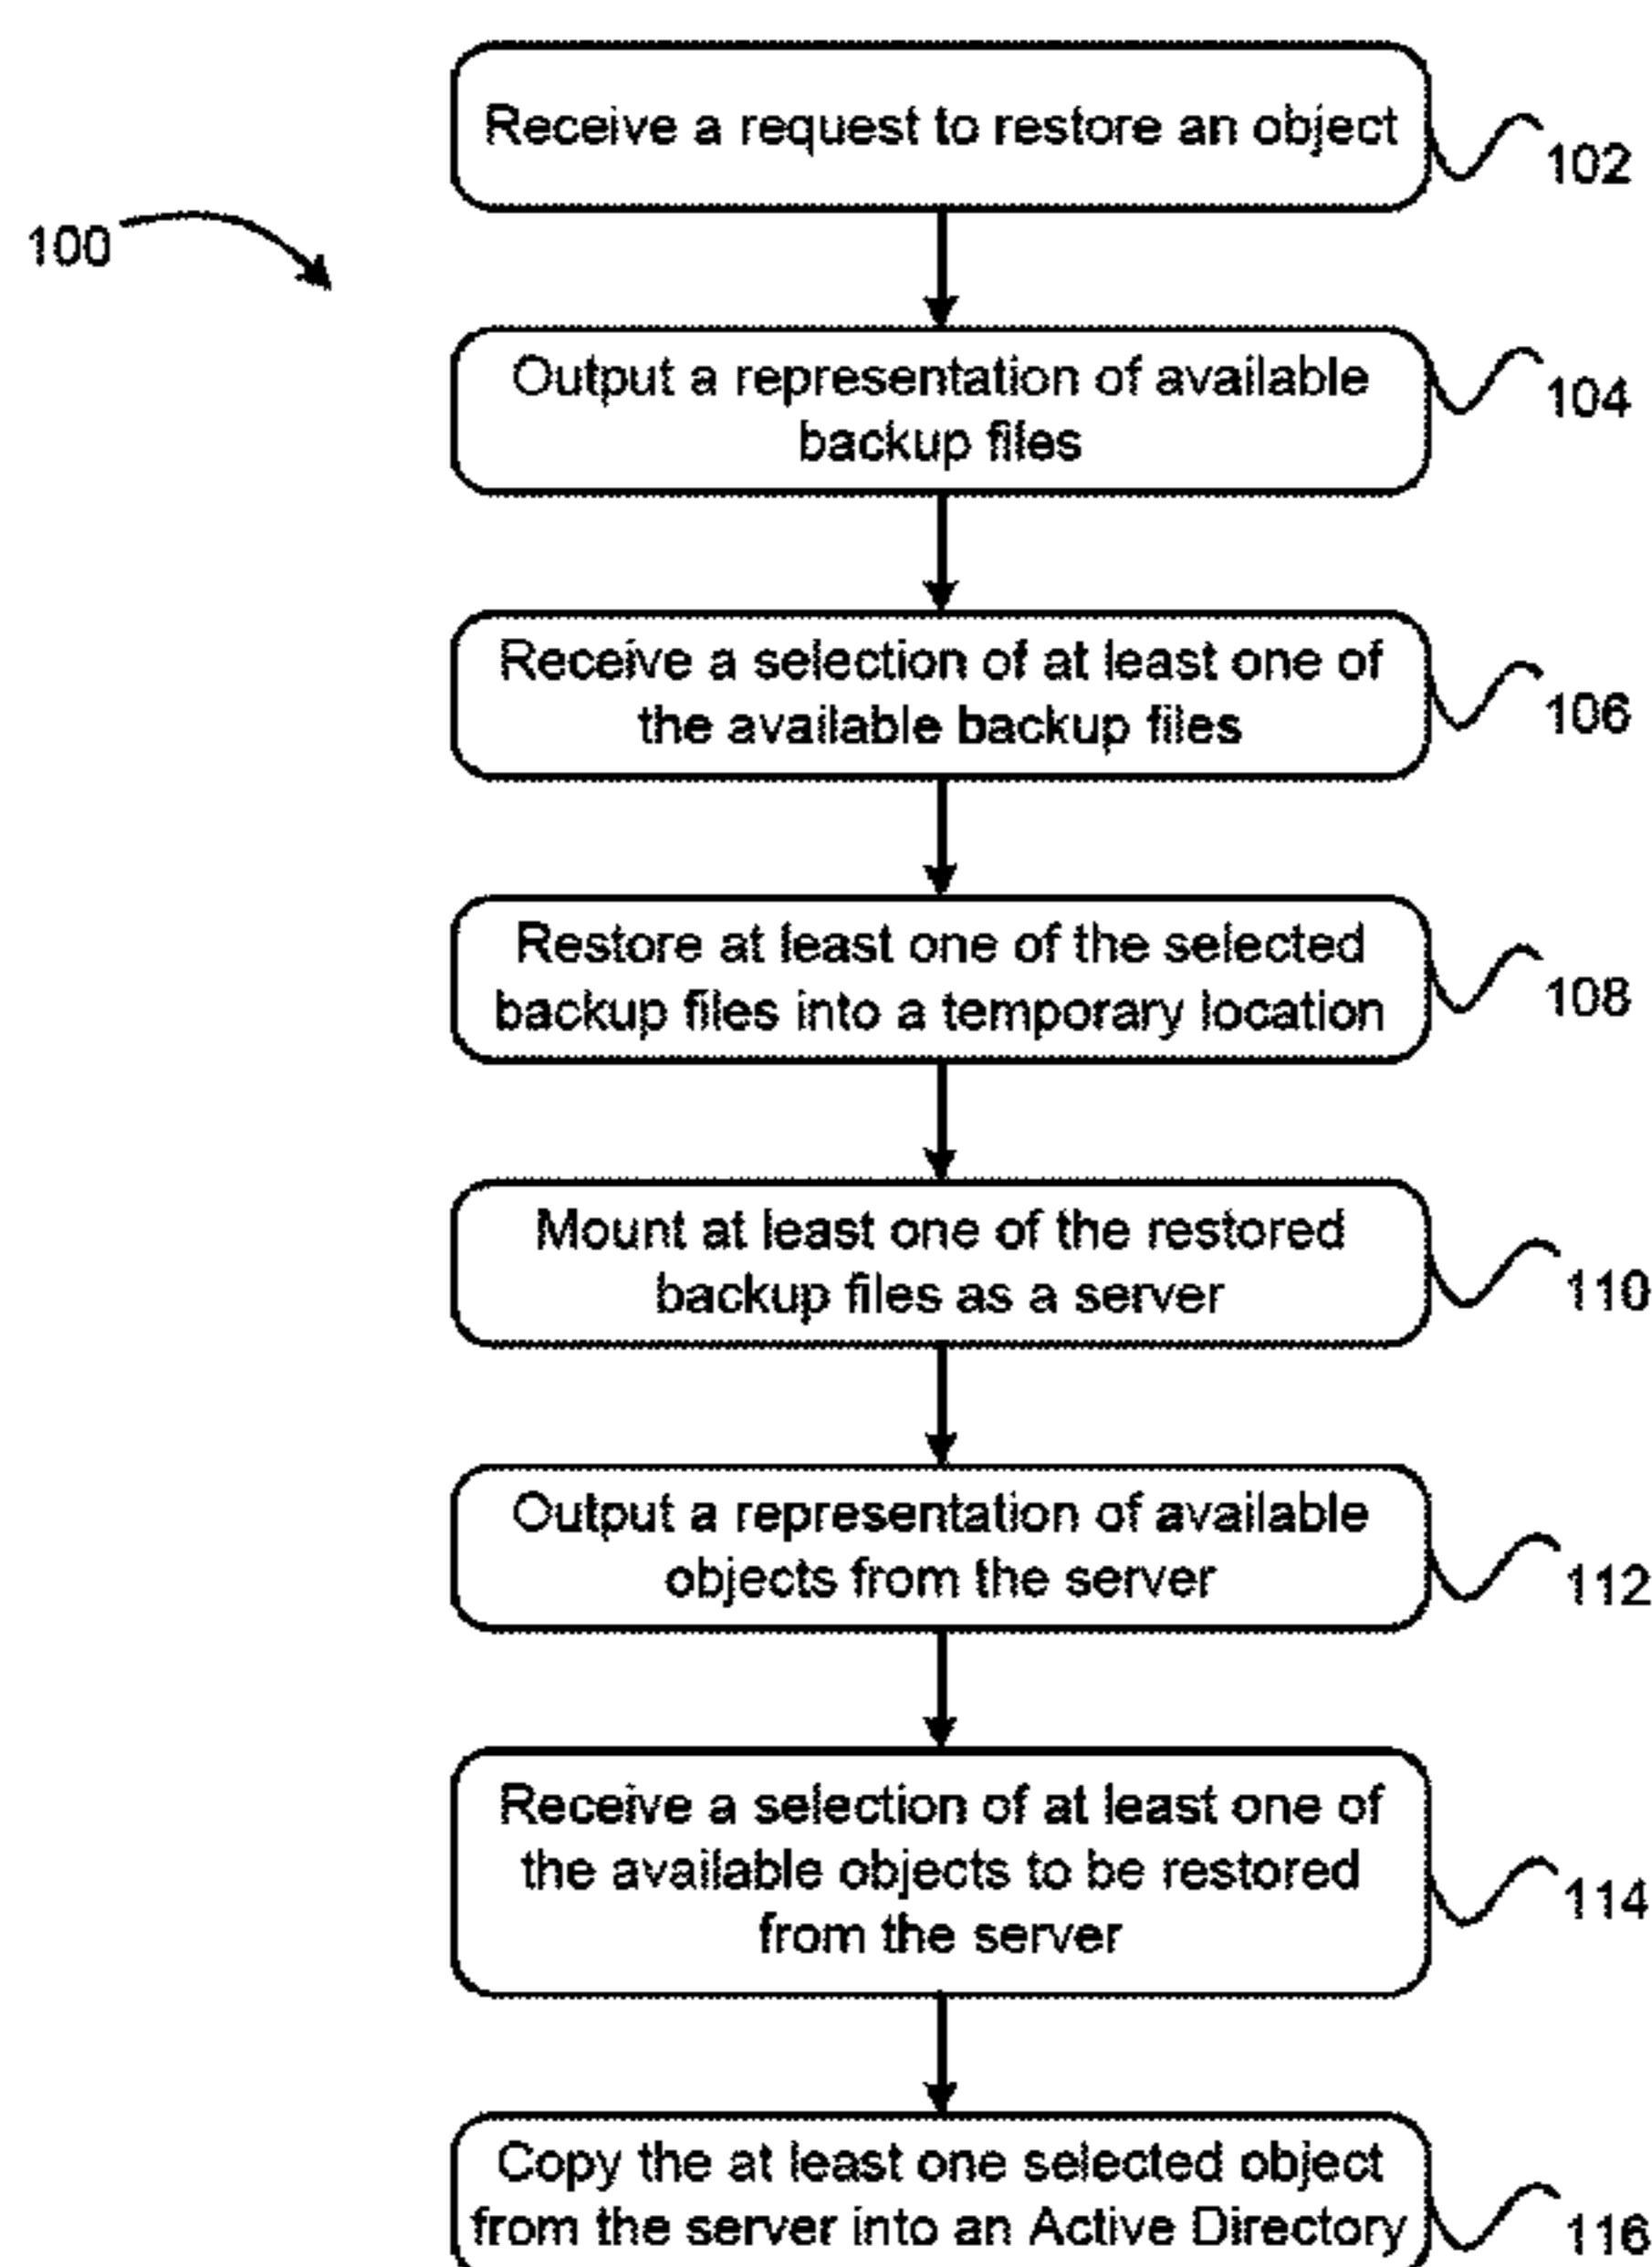 Receive a request to restore an object
102
100
Output a representation of available
backup files
104
Receive a selection of at least one of
the available backup files
106
Restore at least one of the selected
backup files into a temporary location
108
Mount at least one of the restored
backup files as a server
110
Output a representation of available
objects from the server
112
Receive a selection of at least one of
the available objects to be restored
from the server
114
Copy the at least one selected object
from the server into an Active Directory
116